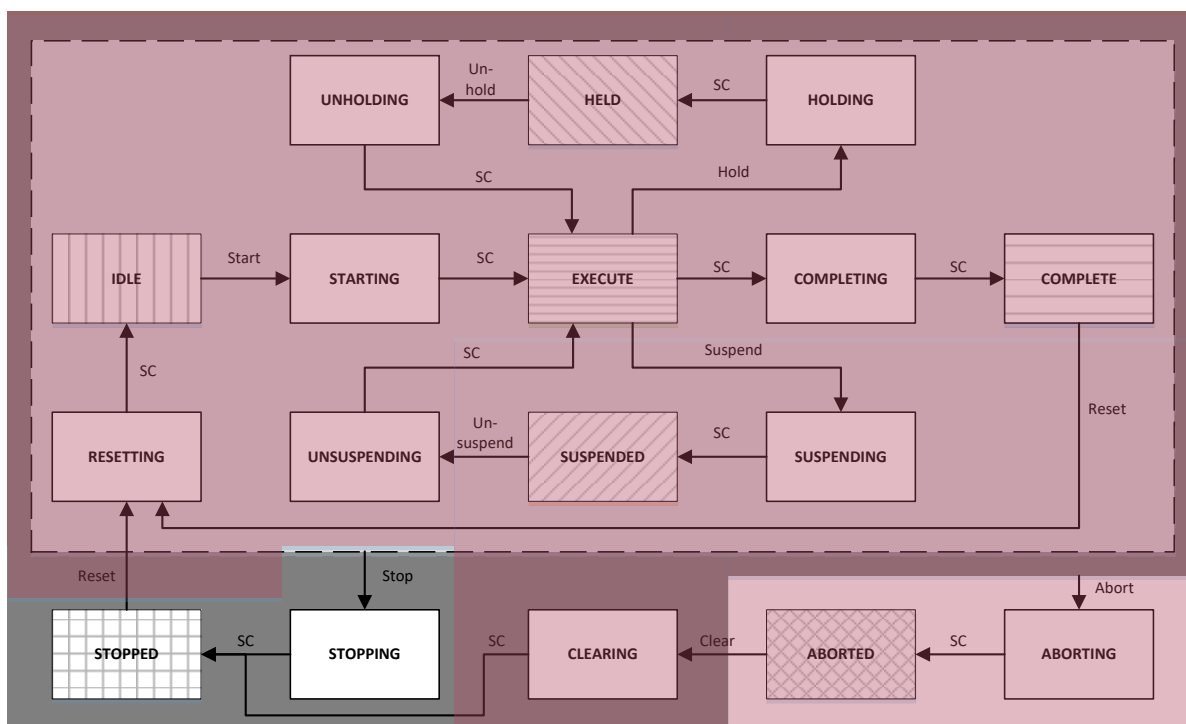 Un-
hold
SC
UNHOLDING
HELD
HOLDING
SC
Hold
Start
SC
SC
SC
IDLE
STARTING
EXECUTE
COMPLETING
COMPLETE
SC
SC
Suspend
Reset
Un-
suspend
SC
RESETTING
UNSUSPENDING
SUSPENDED
SUSPENDING
Reset
Stop
Abort
SC
SC
Clear
SC
STOPPED
STOPPING
CLEARING
ABORTED
ABORTING